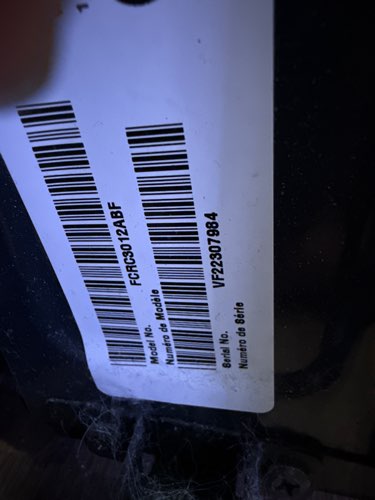 FCRC3012ABF
Model No.
Numéro de Modèle
VF22307984
Serial No.
Numéro de Série